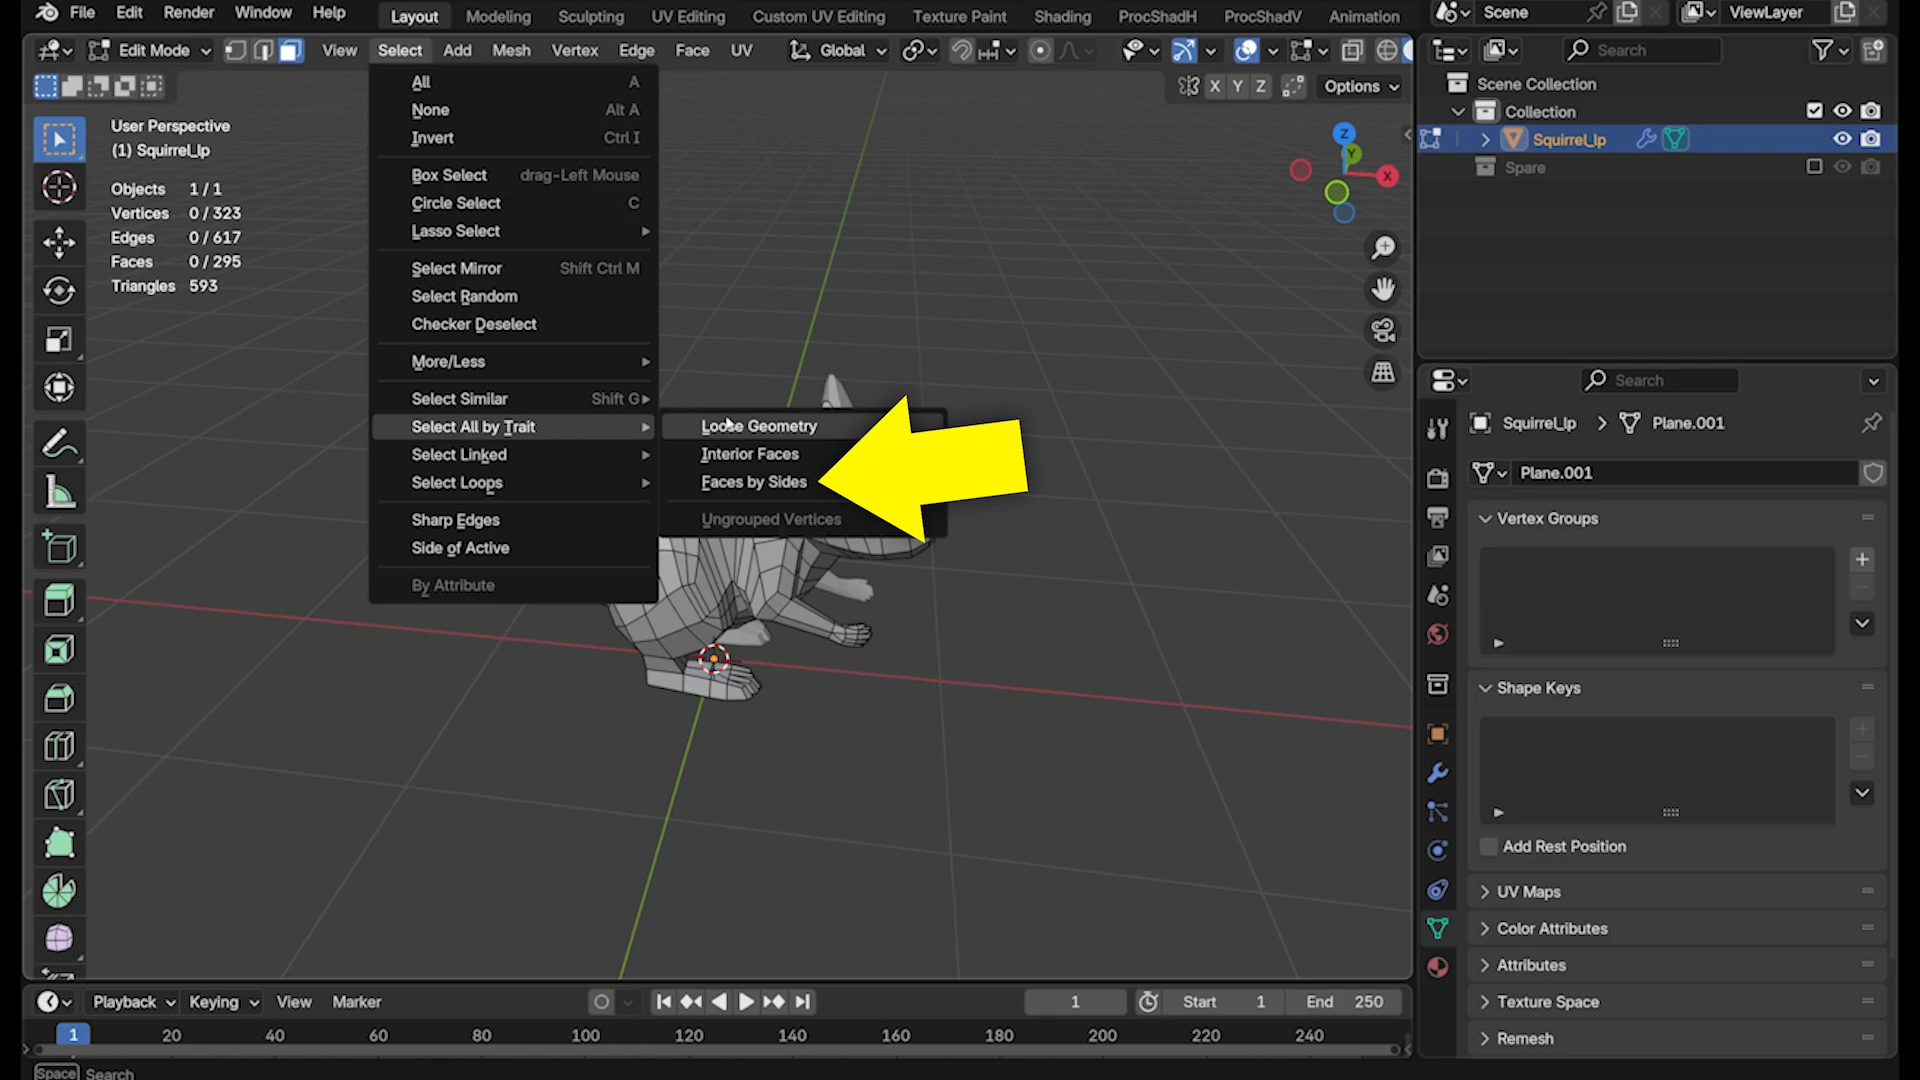 File Edit Render Window Help Layout Modeling Sculpting UV Editing Custom UV Editing Texture Paint Shading ProcShadH ProcShadV Animation Scene ViewLayer
Edit Mode View Select Add Mesh Vertex Edge Face UV Global Search
X Y Z Options
User Perspective
(1) Squirrel_lp
Objects 1 / 1
Vertices 0 / 323
Edges 0 / 617
Faces 0 / 295
Triangles 593
All A
None Alt A
Invert Ctrl I
Box Select drag-Left Mouse
Circle Select C
Lasso Select
Select Mirror Shift Ctrl M
Select Random
Checker Deselect
More/Less
Select Similar Shift G
Select All by Trait
Select Linked
Select Loops
Sharp Edges
Side of Active
By Attribute
Loose Geometry
Interior Faces
Faces by Sides
Ungrouped Vertices
Z
Y
X
Scene Collection
Collection
Squirrel_lp
Spare
Search
Squirrel_lp Plane.001
Plane.001
Vertex Groups
Shape Keys
Add Rest Position
UV Maps
Color Attributes
Attributes
Texture Space
Remesh
Playback Keying View Marker 1 Start 1 End 250
1 20 40 60 80 100 120 140 160 180 200 220 240
Space Search